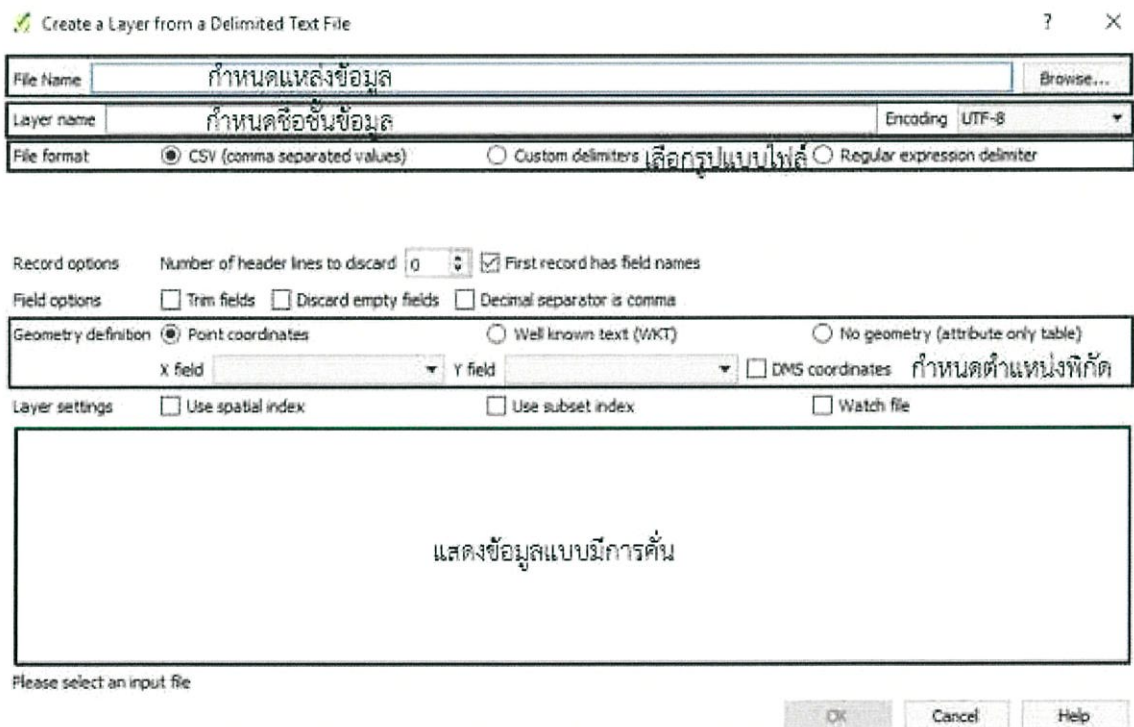 Create a Layer from a Delimited Text File ? ×
File Name กำหนดแหล่งข้อมูล Browse...
Layer name กำหนดชื่อชั้นข้อมูล Encoding UTF-8
File format CSV (comma separated values) Custom delimiters เลือกรูปแบบไฟล์ Regular expression delimiter
Record options Number of header lines to discard 0 First record has field names
Field options Trim fields Discard empty fields Decimal separator is comma
Geometry definition Point coordinates Well known text (WKT) No geometry (attribute only table)
X field Y field DMS coordinates กำหนดตำแหน่งพิกัด
Layer settings Use spatial index Use subset index Watch file
แสดงข้อมูลแบบมีการคั่น
Please select an input file
OK Cancel Help